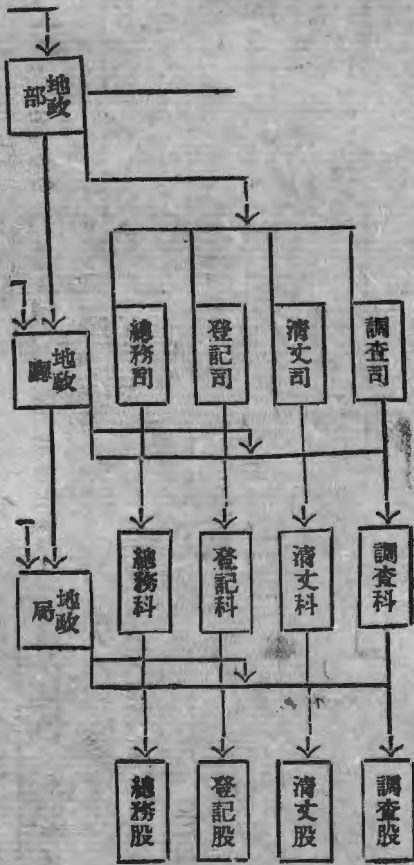 地政
部
調查司
清丈司
登記司
總務司
地政
廳
調查科
清丈科
登記科
總務科
地政
局
調查股
清丈股
登記股
總務股